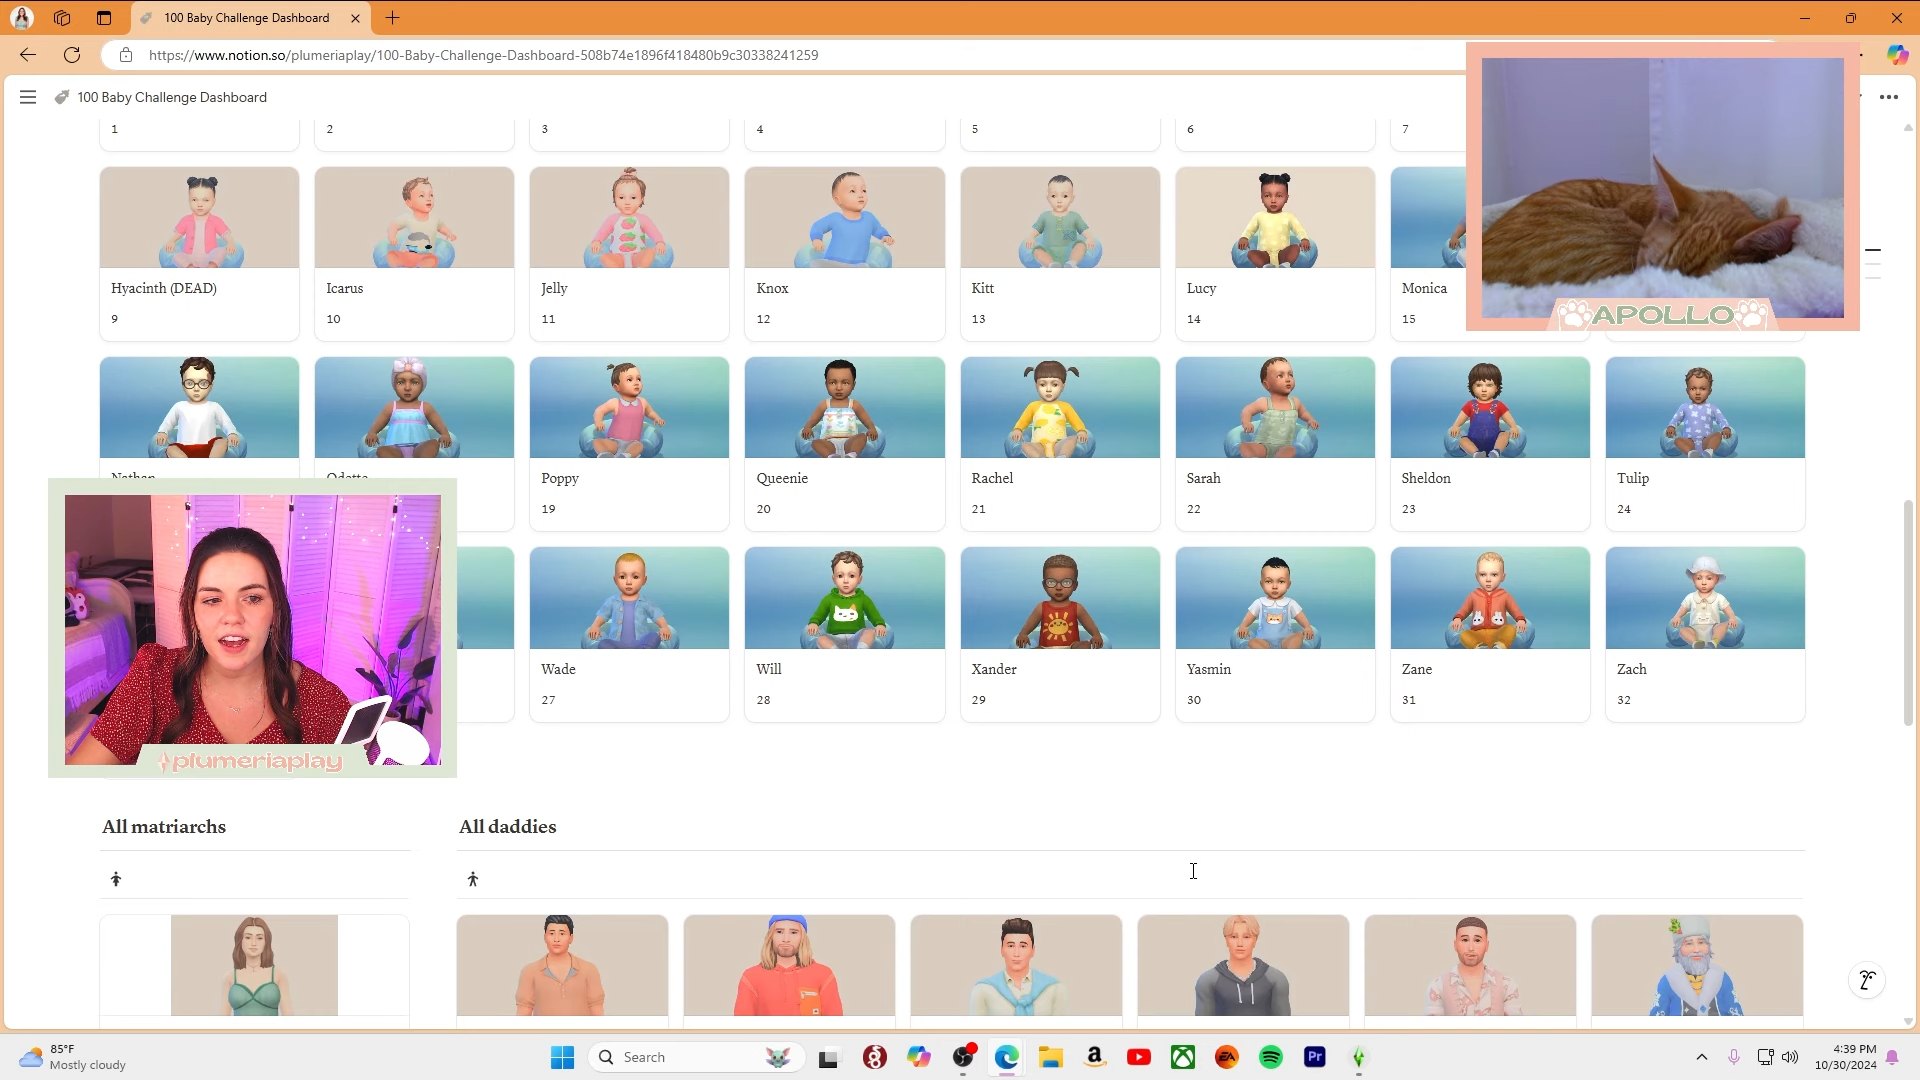 100 Baby Challenge Dashboard
https://www.notion.so/plumeriaplay/100-Baby-Challenge-Dashboard-508b74e1896f418480b9c30338241259
100 Baby Challenge Dashboard
1 2 3 4 5 6 7
Hyacinth (DEAD) Icarus Jelly Knox Kitt Lucy Monica
9 10 11 12 13 14 15
APOLLO
Nathan Odette Poppy Queenie Rachel Sarah Sheldon Tulip
19 20 21 22 23 24
Wade Will Xander Yasmin Zane Zach
27 28 29 30 31 32
plumeriaplay
All matriarchs All daddies
85°F
Mostly cloudy
Search
EA
Pr
4:39 PM
10/30/2024